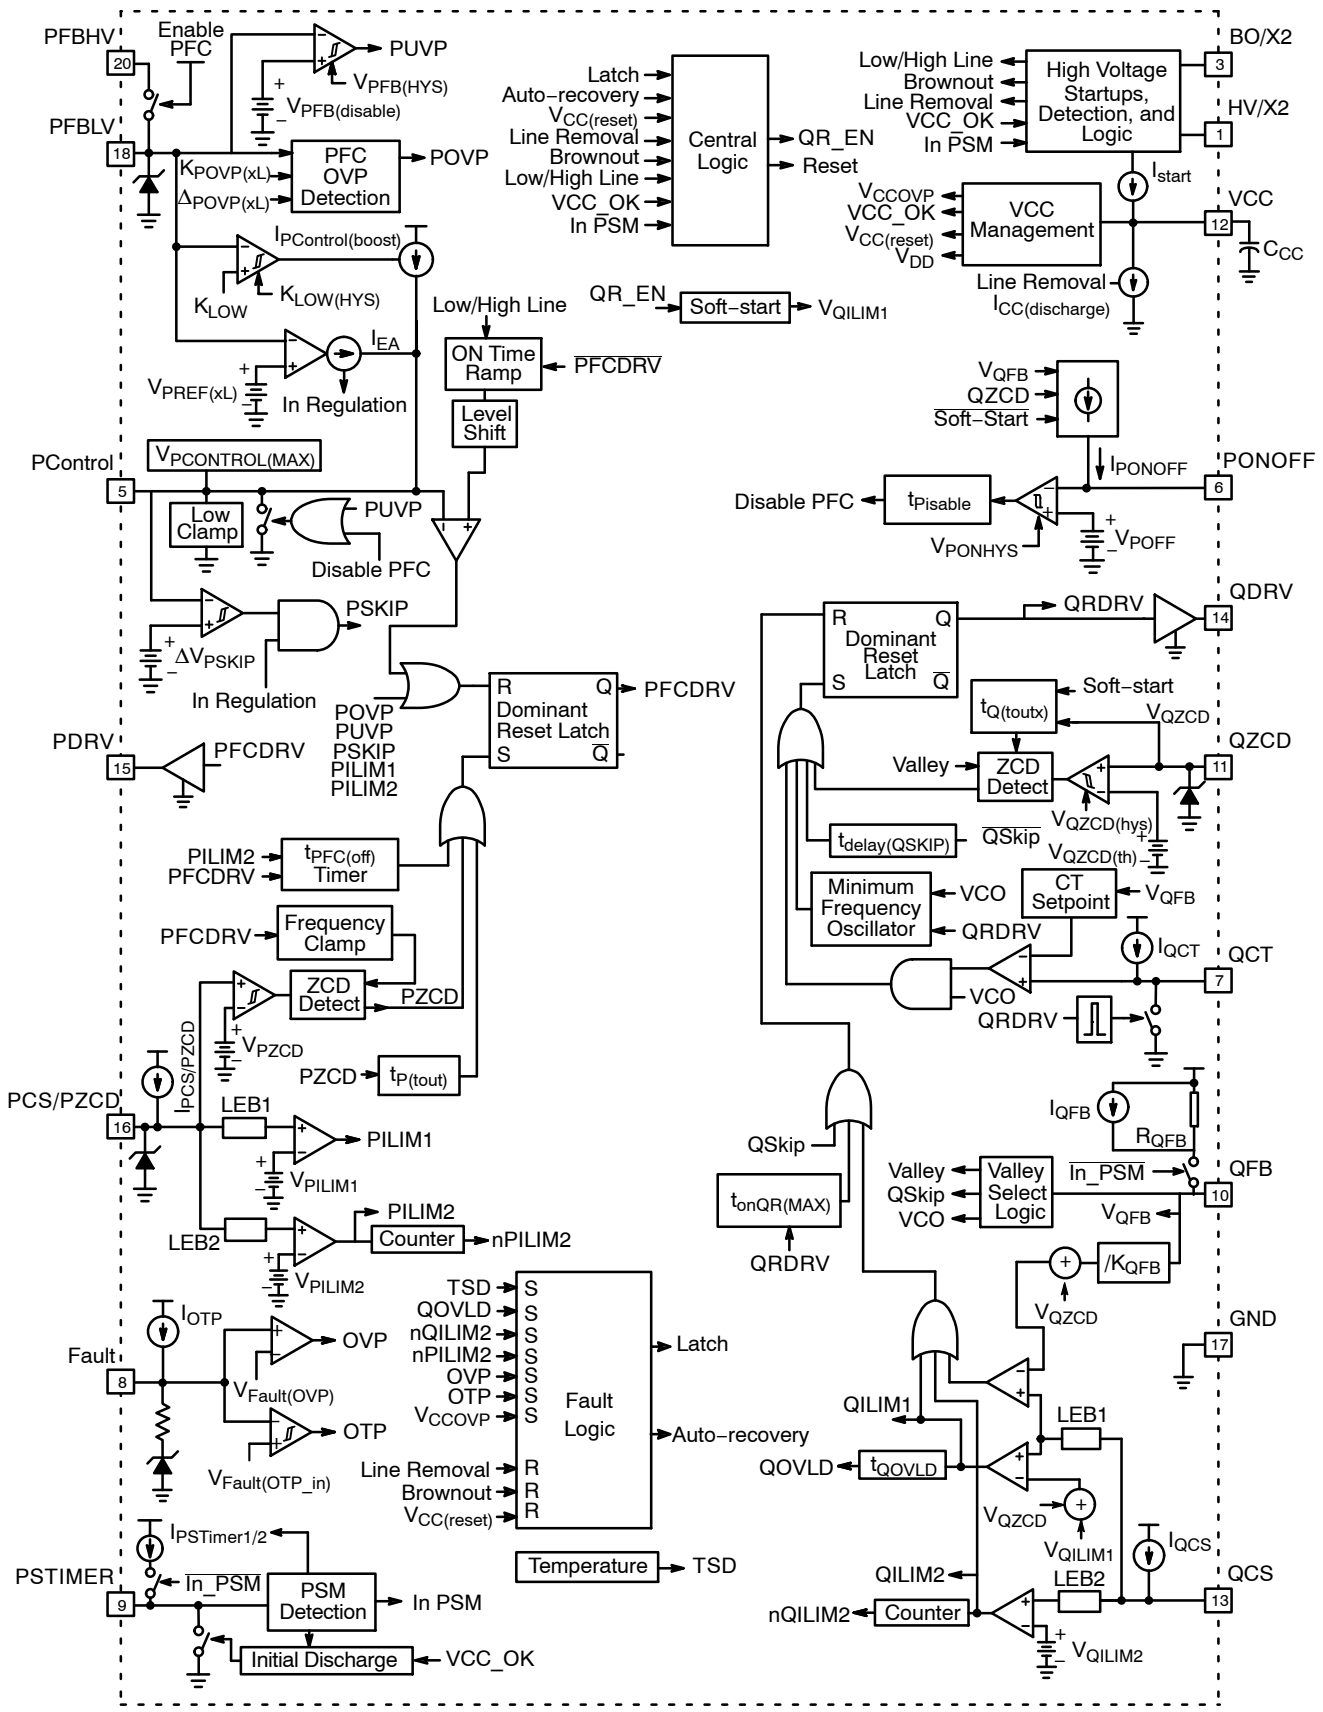 PFBHV
20
Enable
PFC
PUVP
VPFB(HYS)
+
−
VPFB(disable)
PFBLV
18
KPOVP(xL)
ΔPOVP(xL)
PFC
OVP
Detection
POVP
IPControl(boost)
KLOW
KLOW(HYS)
IEA
VPREF(xL)
In Regulation
Low/High Line
ON Time
Ramp
PFCDRV
Level
Shift
Latch
Auto-recovery
VCC(reset)
Line Removal
Brownout
Low/High Line
VCC_OK
In PSM
Central
Logic
QR_EN
Reset
QR_EN
Soft−start
VQILIM1
Low/High Line
Brownout
Line Removal
VCC_OK
In PSM
High Voltage
Startups,
Detection, and
Logic
BO/X2
3
HV/X2
1
Istart
VCCOVP
VCC_OK
VCC(reset)
VDD
VCC
Management
VCC
12
CCC
Line Removal
ICC(discharge)
VQFB
QZCD
Soft-Start
IPONOFF
PONOFF
6
Disable PFC
tPisable
VPONHYS
VPOFF
PControl
5
VPCONTROL(MAX)
Low
Clamp
PUVP
Disable PFC
PSKIP
ΔVPSKIP
In Regulation
POVP
PUVP
PSKIP
PILIM1
PILIM2
R
Q
Dominant
Reset Latch
S
Q
PFCDRV
PDRV
15
PFCDRV
PILIM2
PFCDRV
tPFC(off)
Timer
PFCDRV
Frequency
Clamp
ZCD
Detect
PZCD
VPZCD
PZCD
tP(tout)
IPCS/PZCD
PCS/PZCD
16
LEB1
PILIM1
VPILIM1
LEB2
PILIM2
Counter
nPILIM2
VPILIM2
R
Q
Dominant
Reset
Latch
S
Q
QRDRV
QDRV
14
Soft−start
tQ(toutx)
VQZCD
QZCD
11
Valley
ZCD
Detect
VQZCD(hys)
VQZCD(th)
tdelay(QSKIP)
QSkip
Minimum
Frequency
Oscillator
VCO
QRDRV
CT
Setpoint
VQFB
IQCT
QCT
7
VCO
QRDRV
QSkip
tonQR(MAX)
QRDRV
IQFB
RQFB
In_PSM
QFB
10
Valley
QSkip
VCO
Valley
Select
Logic
VQFB
/KQFB
+
VQZCD
GND
17
IOTP
Fault
8
OVP
VFault(OVP)
OTP
VFault(OTP_in)
TSD S
QOVLD S
nQILIM2 S
nPILIM2 S
OVP S
OTP S
VCCOVP S
Line Removal R
Brownout R
VCC(reset) R
Fault
Logic
Latch
Auto-recovery
Temperature
TSD
QILIM1
QOVLD
tQOVLD
LEB1
VQZCD
+
VQILIM1
IQCS
LEB2
QCS
13
QILIM2
nQILIM2
Counter
VQILIM2
IPSTimer1/2
PSTIMER
9
In_PSM
PSM
Detection
In PSM
Initial Discharge
VCC_OK